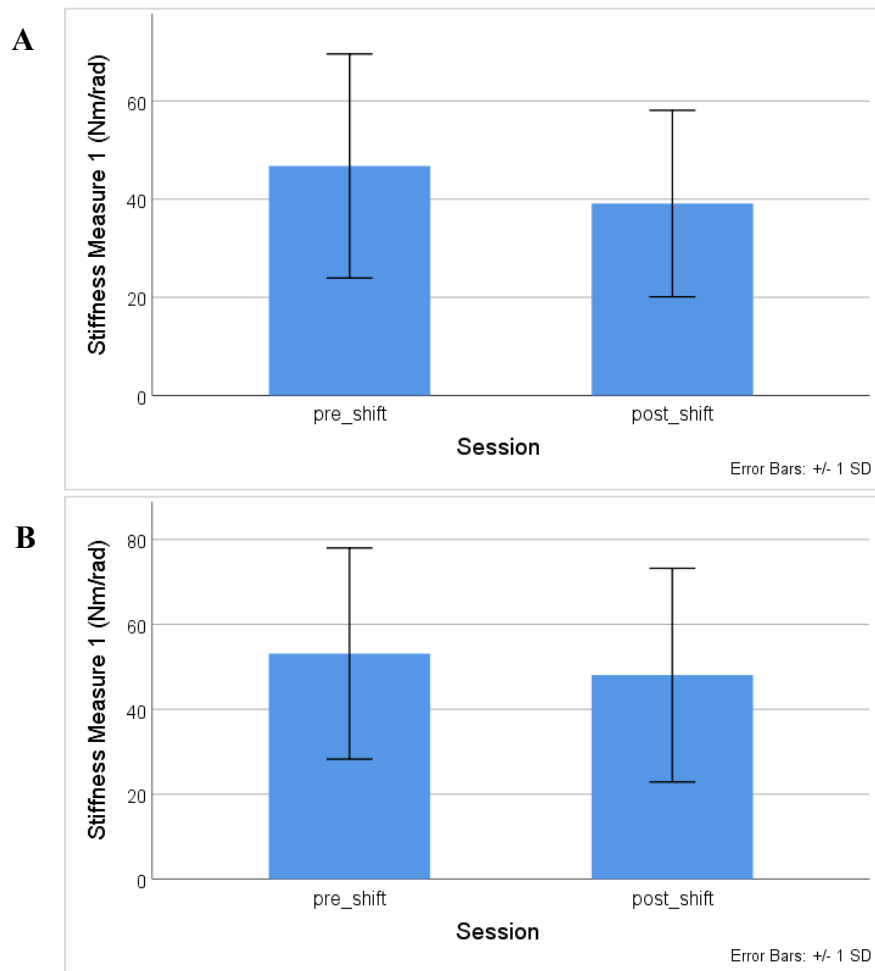 A
Stiffness Measure 1 (Nm/rad)
60
40
20
0
pre_shift
post_shift
Session
Error Bars: +/- 1 SD
B
Stiffness Measure 1 (Nm/rad)
80
60
40
20
0
pre_shift
post_shift
Session
Error Bars: +/- 1 SD